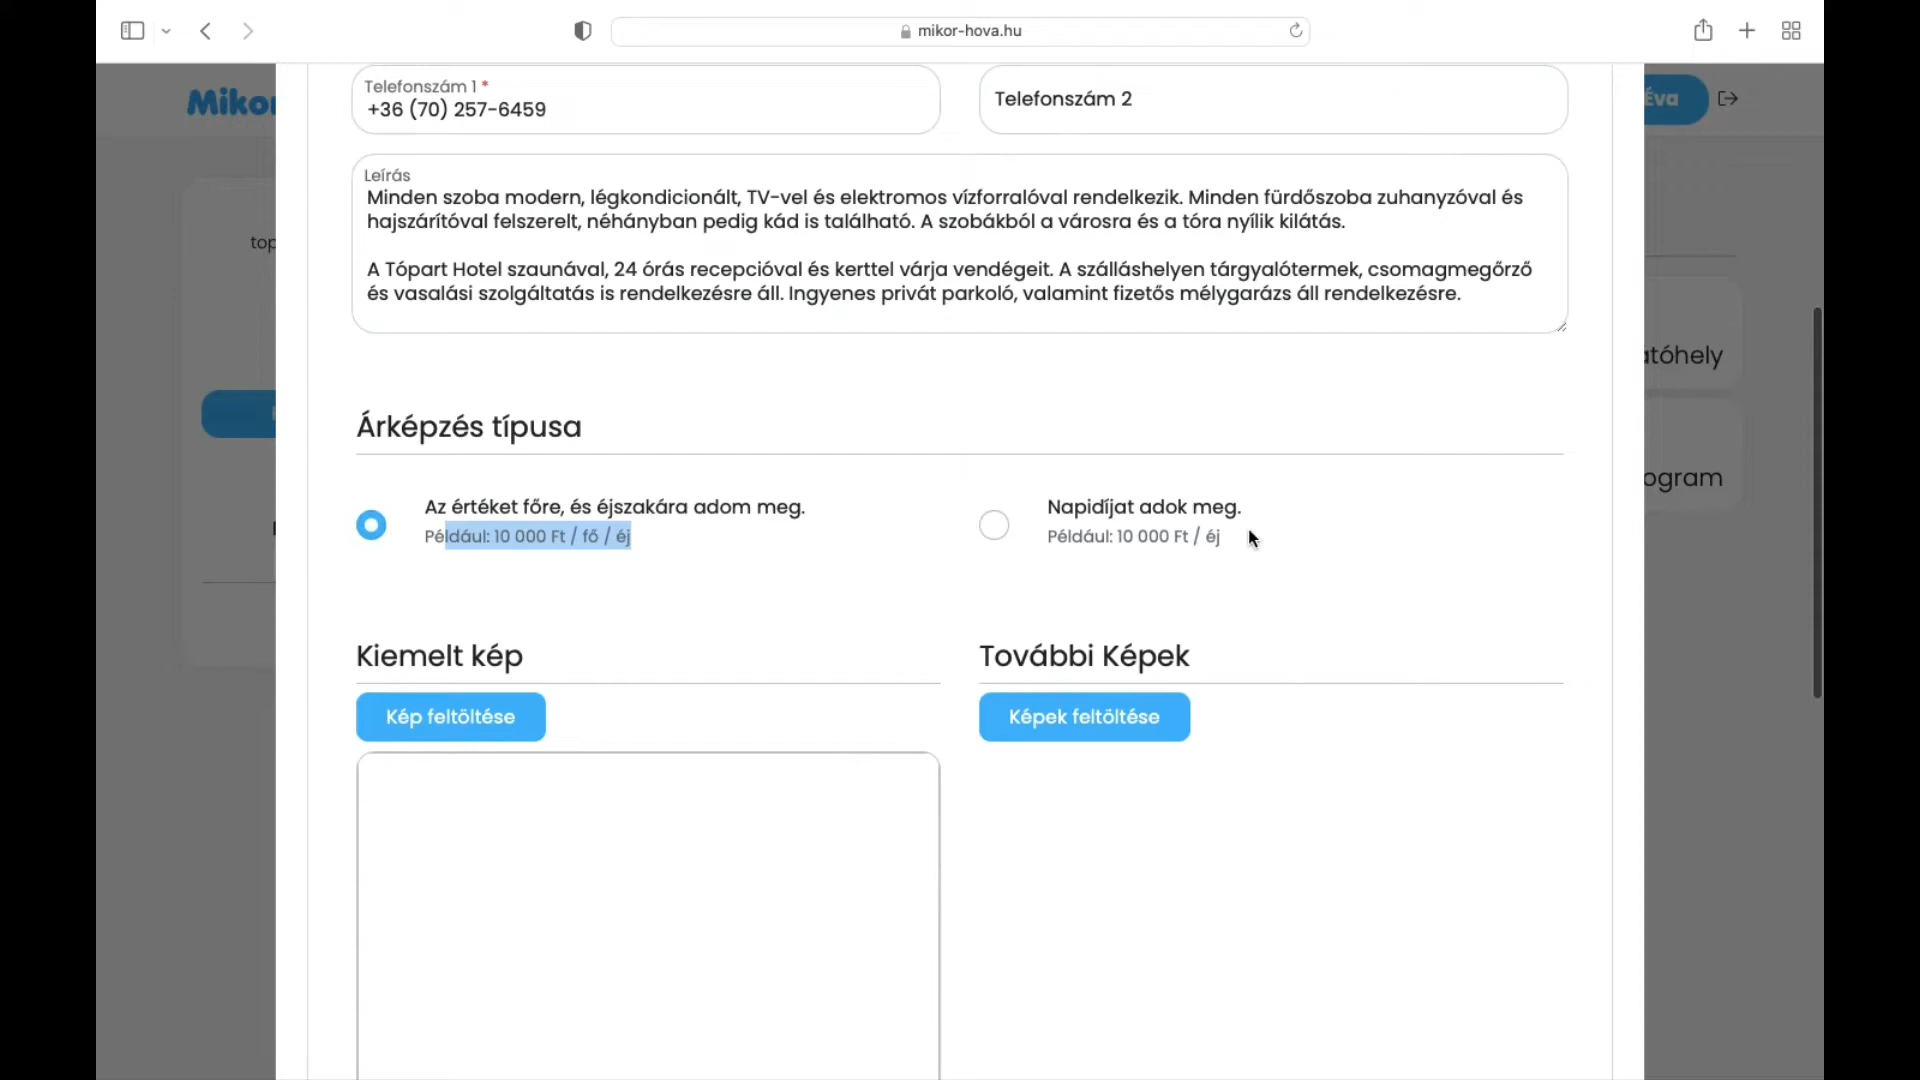 mikor-hova.hu
Telefonszám 1 *
+36 (70) 257-6459
Telefonszám 2
Mikor
Éva
Leírás
Minden szoba modern, légkondicionált, TV-vel és elektromos vízforralóval rendelkezik. Minden fürdőszoba zuhanyzóval és
hajszárítóval felszerelt, néhányban pedig kád is található. A szobákból a városra és a tóra nyílik kilátás.
A Tópart Hotel szaunával, 24 órás recepcióval és kerttel várja vendégeit. A szálláshelyen tárgyalótermek, csomagmegőrző
és vasalási szolgáltatás is rendelkezésre áll. Ingyenes privát parkoló, valamint fizetős mélygarázs áll rendelkezésre.
top
atóhely
Árképzés típusa
ogram
Az értéket főre, és éjszakára adom meg.
Például: 10 000 Ft / fő / éj
Napidíjat adok meg.
Például: 10 000 Ft / éj
Kiemelt kép
További Képek
Kép feltöltése
Képek feltöltése